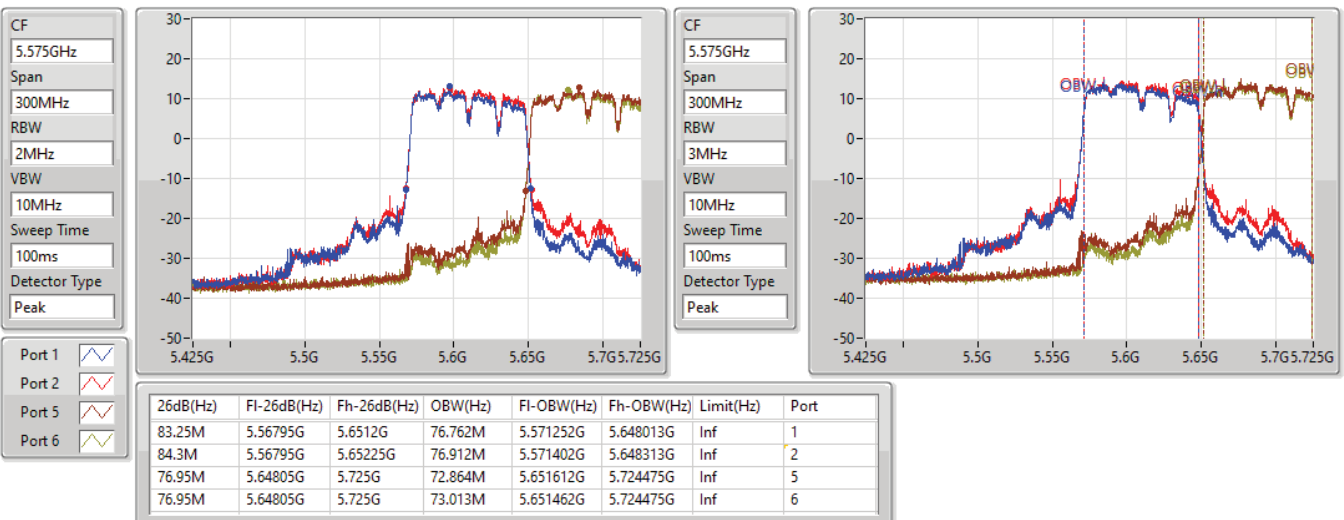 CF
5.575GHz
Span
300MHz
RBW
2MHz
VBW
10MHz
Sweep Time
100ms
Detector Type
Peak
Port 1
Port 2
Port 5
Port 6
30
20
10
0
-10
-20
-30
-40
-50
5.425G 5.5G 5.55G 5.6G 5.65G 5.7G 5.725G
CF
5.575GHz
Span
300MHz
RBW
3MHz
VBW
10MHz
Sweep Time
100ms
Detector Type
Peak
30
20
10
0
-10
-20
-30
-40
-50
OBW OBW OBW
5.425G 5.5G 5.55G 5.6G 5.65G 5.7G 5.725G
26dB(Hz) Fl-26dB(Hz) Fh-26dB(Hz) OBW(Hz) Fl-OBW(Hz) Fh-OBW(Hz) Limit(Hz) Port
83.25M 5.56795G 5.6512G 76.762M 5.571252G 5.648013G Inf 1
84.3M 5.56795G 5.65225G 76.912M 5.571402G 5.648313G Inf 2
76.95M 5.64805G 5.725G 72.864M 5.651612G 5.724475G Inf 5
76.95M 5.64805G 5.725G 73.013M 5.651462G 5.724475G Inf 6